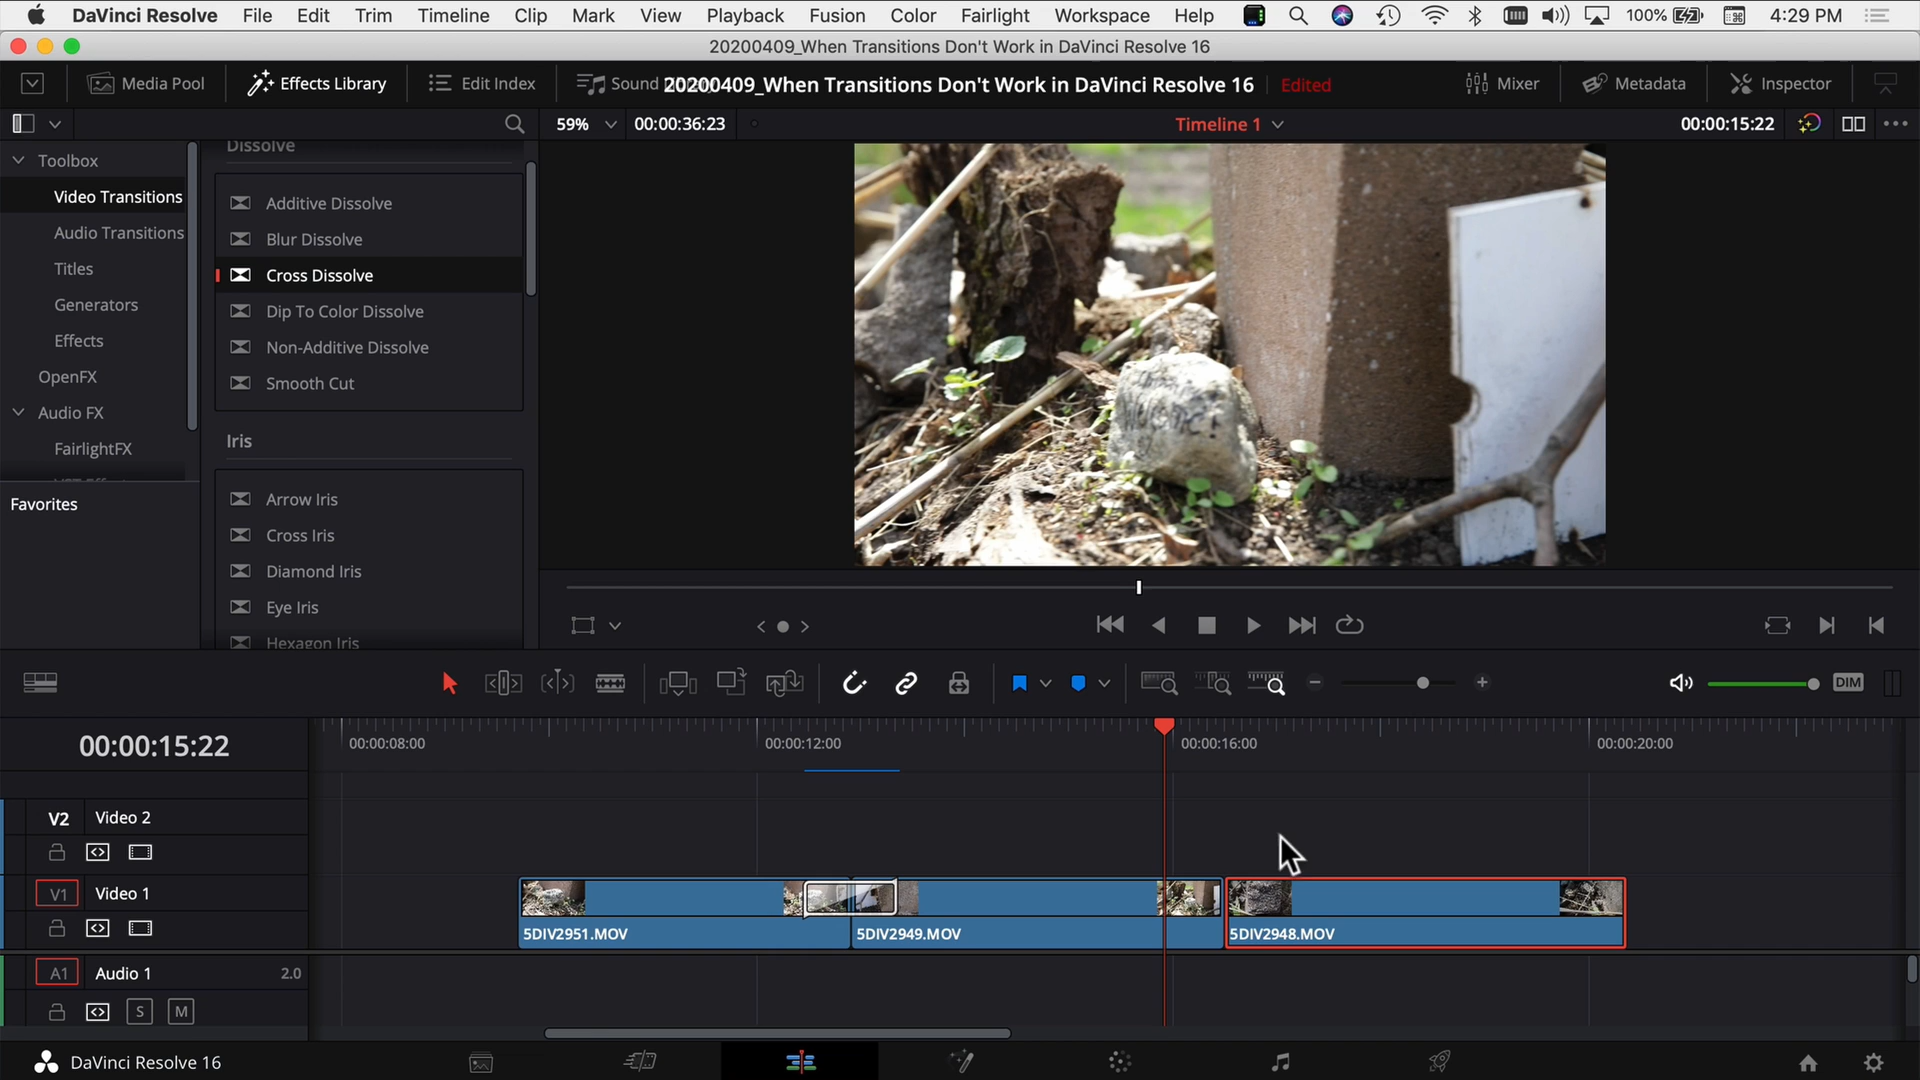 DaVinci Resolve File Edit Trim Timeline Clip Mark View Playback Fusion Color Fairlight Workspace Help 100% 4:29 PM
20200409_When Transitions Don't Work in DaVinci Resolve 16
Media Pool Effects Library Edit Index Sound 20200409_When Transitions Don't Work in DaVinci Resolve 16 Edited Mixer Metadata Inspector
59% 00:00:36:23 Timeline 1 00:00:15:22
Toolbox
Video Transitions
Audio Transitions
Titles
Generators
Effects
OpenFX
Audio FX
FairlightFX
Favorites
Dissolve
Additive Dissolve
Blur Dissolve
Cross Dissolve
Dip To Color Dissolve
Non-Additive Dissolve
Smooth Cut
Iris
Arrow Iris
Cross Iris
Diamond Iris
Eye Iris
Hexagon Iris
DIM
00:00:15:22
00:00:08:00 00:00:12:00 00:00:16:00 00:00:20:00
V2 Video 2
V1 Video 1
5DIV2951.MOV 5DIV2949.MOV 5DIV2948.MOV
A1 Audio 1 2.0
S M
DaVinci Resolve 16